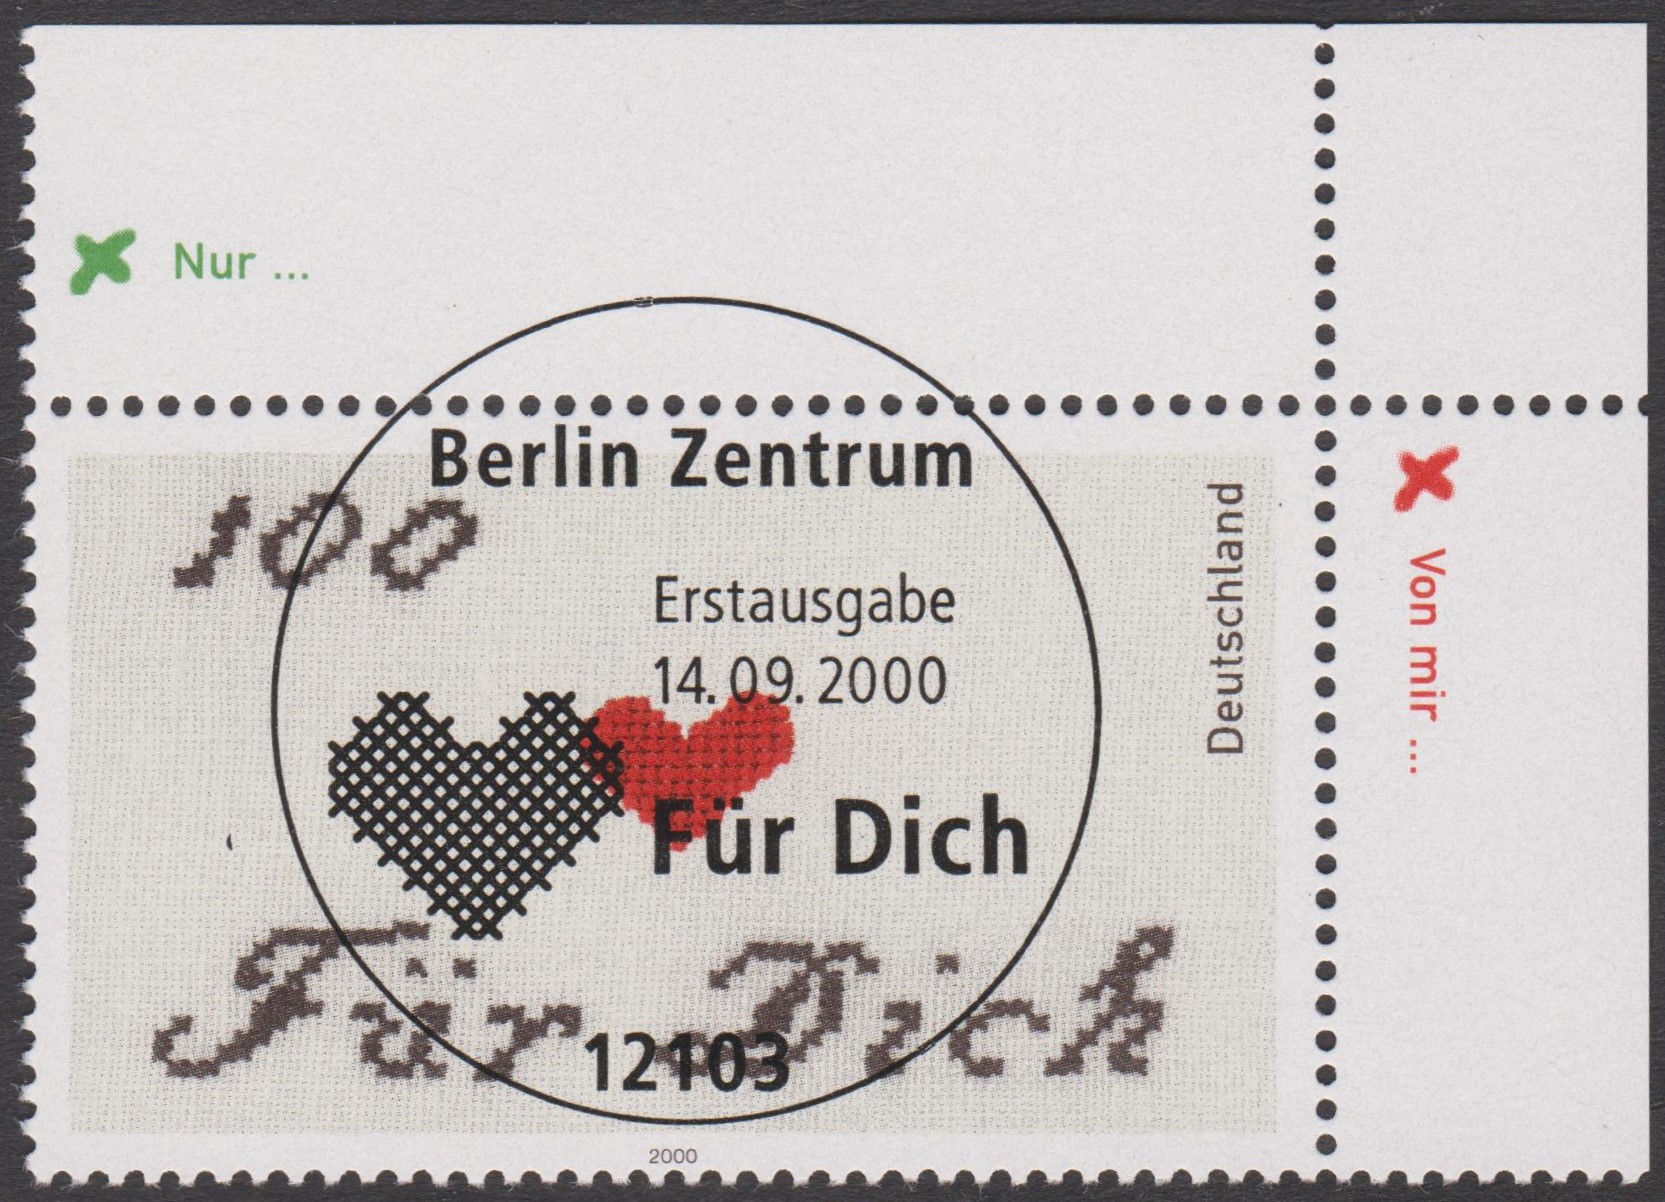 Nur ...
Berlin Zentrum
100
Erstausgabe
14.09.2000
Deutschland
Von mir ...
Für Dich
Für Dich
12103
2000